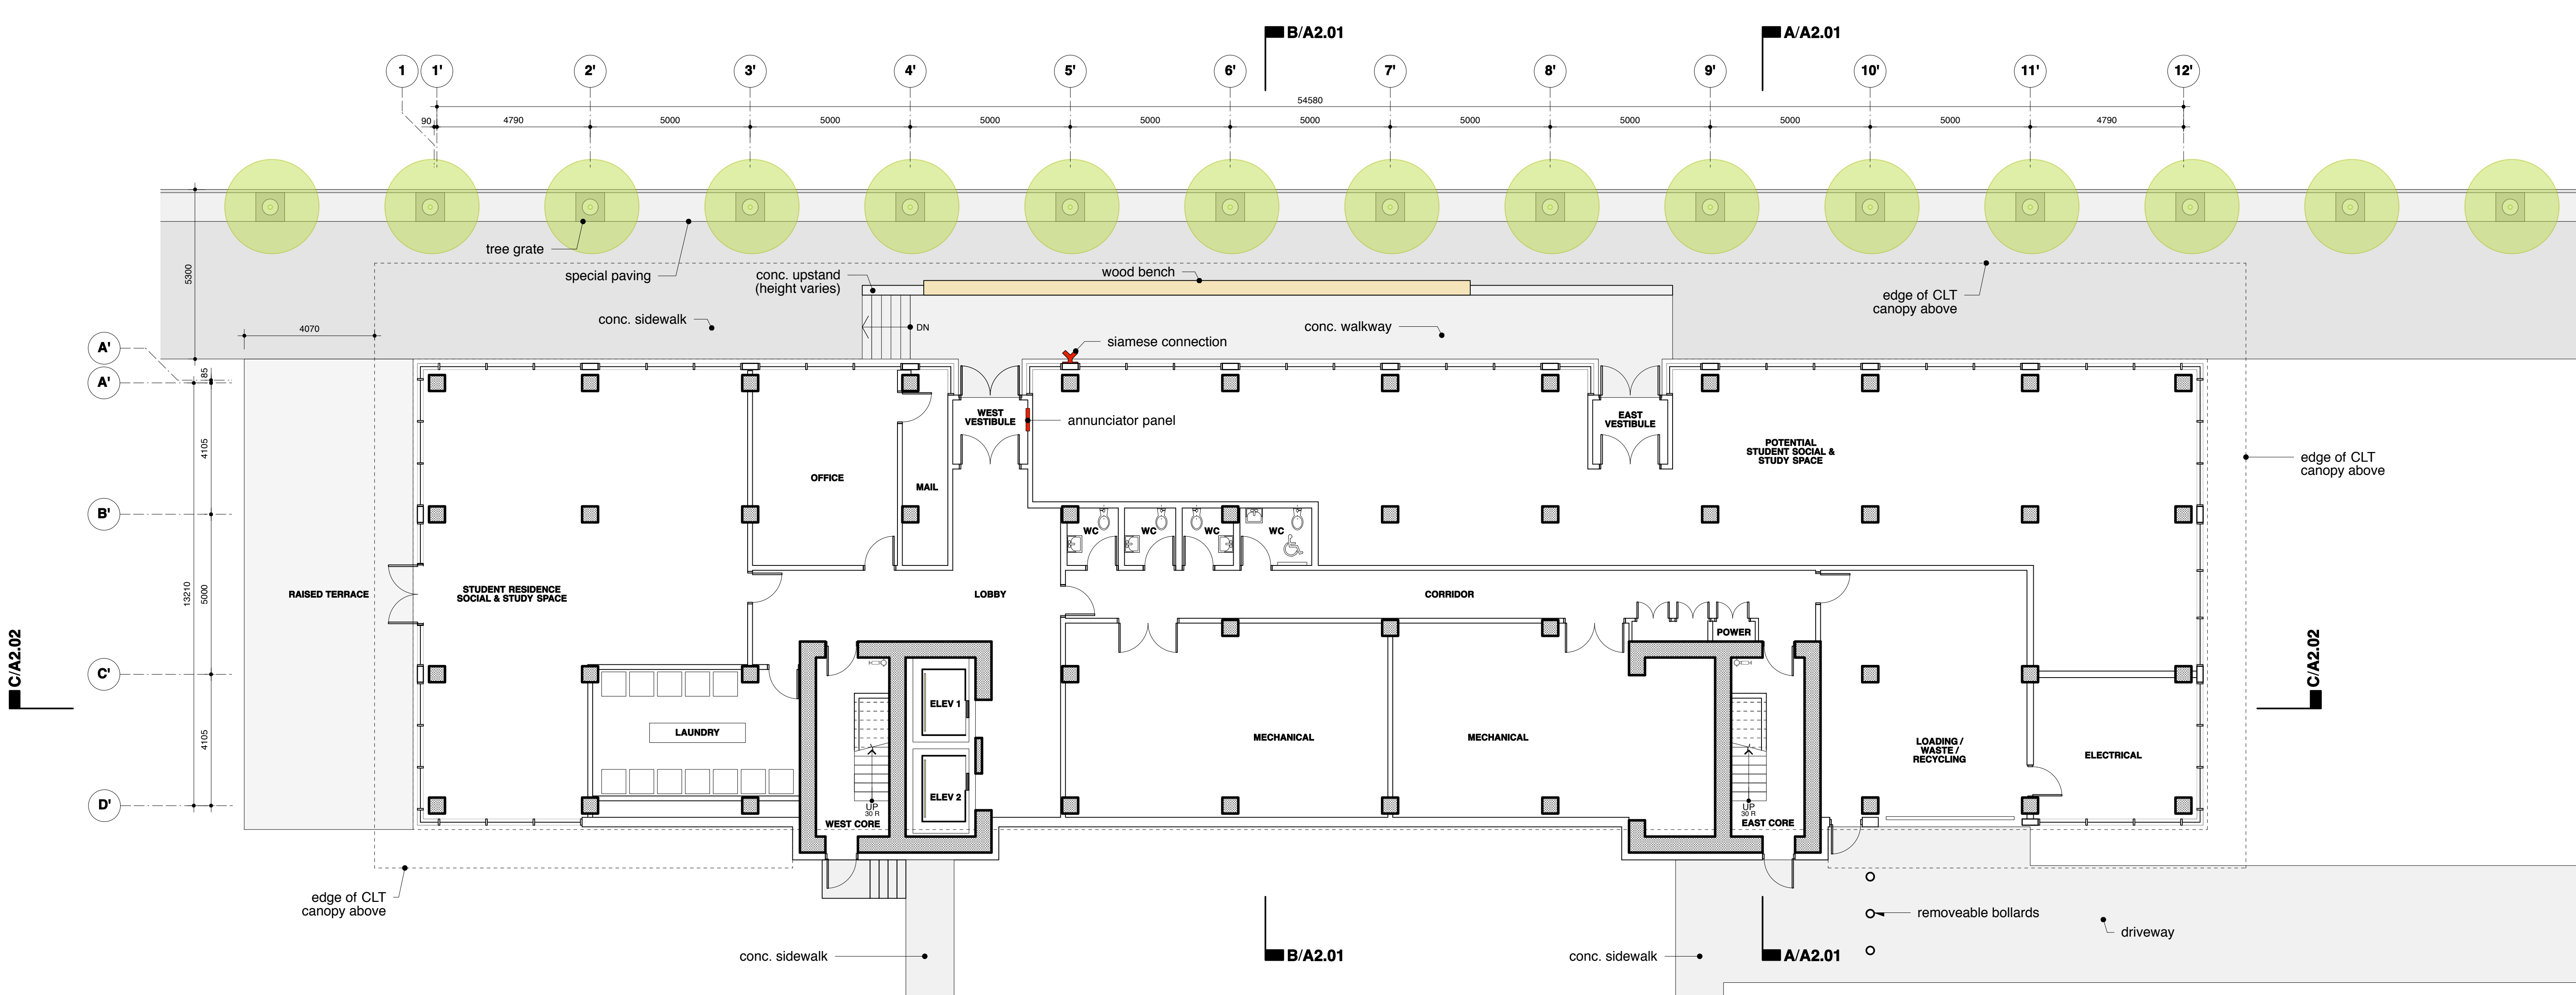 B/A2.01
A/A2.01
1
1'
2'
3'
4'
5'
6'
7'
8'
9'
10'
11'
12'
54580
90
4790
5000
5000
5000
5000
5000
5000
5000
5000
5000
4790
tree grate
special paving
conc. upstand
(height varies)
wood bench
edge of CLT
canopy above
5300
4070
conc. sidewalk
DN
conc. walkway
siamese connection
A'
A'
85
4105
B'
13210
5000
C'
4105
D'
WEST
VESTIBULE
annunciator panel
EAST
VESTIBULE
POTENTIAL
STUDENT SOCIAL &
STUDY SPACE
edge of CLT
canopy above
OFFICE
MAIL
WC
WC
WC
WC
RAISED TERRACE
STUDENT RESIDENCE
SOCIAL & STUDY SPACE
LOBBY
CORRIDOR
POWER
C/A2.02
C/A2.02
ELEV 1
LAUNDRY
MECHANICAL
MECHANICAL
LOADING /
WASTE /
RECYCLING
ELECTRICAL
ELEV 2
UP
30 R
WEST CORE
UP
30 R
EAST CORE
edge of CLT
canopy above
removeable bollards
driveway
conc. sidewalk
B/A2.01
conc. sidewalk
A/A2.01